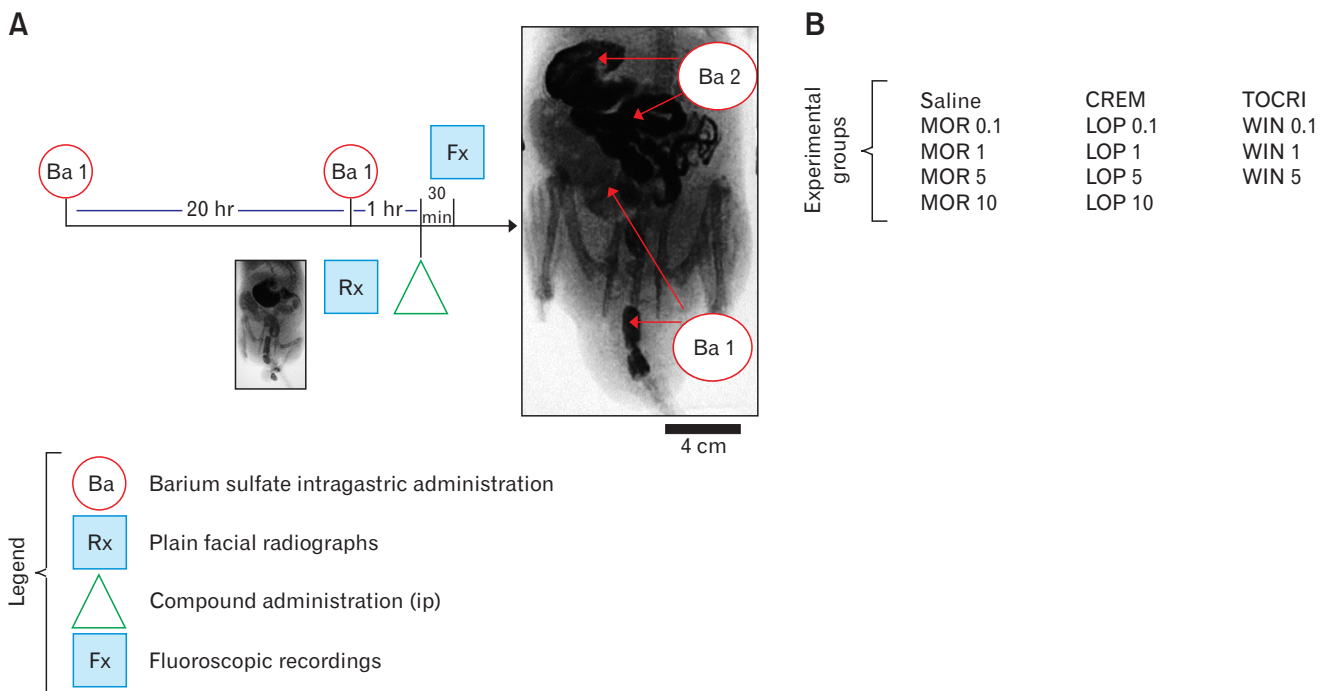 A
Ba 1
20 hr
Ba 1
1 hr
30
min
Fx
Rx
Ba 2
Ba 1
4 cm
Legend
Ba Barium sulfate intragastric administration
Rx Plain facial radiographs
Compound administration (ip)
Fx Fluoroscopic recordings
B
Experimental
groups
Saline CREM TOCRI
MOR 0.1 LOP 0.1 WIN 0.1
MOR 1 LOP 1 WIN 1
MOR 5 LOP 5 WIN 5
MOR 10 LOP 10